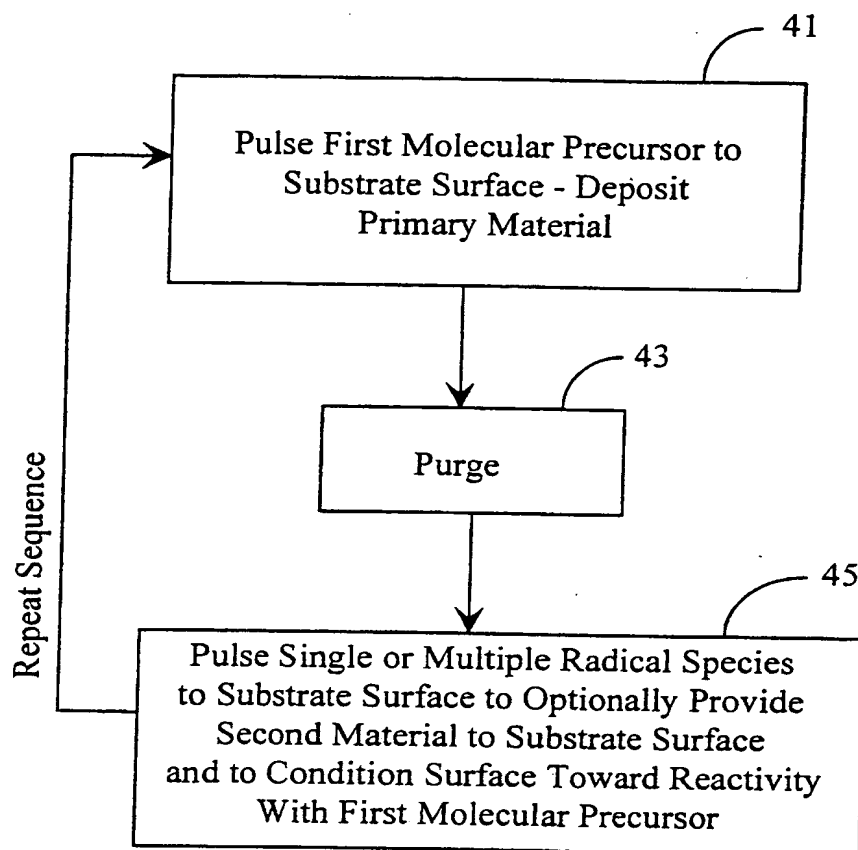 41
Pulse First Molecular Precursor to
Substrate Surface - Deposit
Primary Material
43
Purge
Repeat Sequence
45
Pulse Single or Multiple Radical Species
to Substrate Surface to Optionally Provide
Second Material to Substrate Surface
and to Condition Surface Toward Reactivity
With First Molecular Precursor